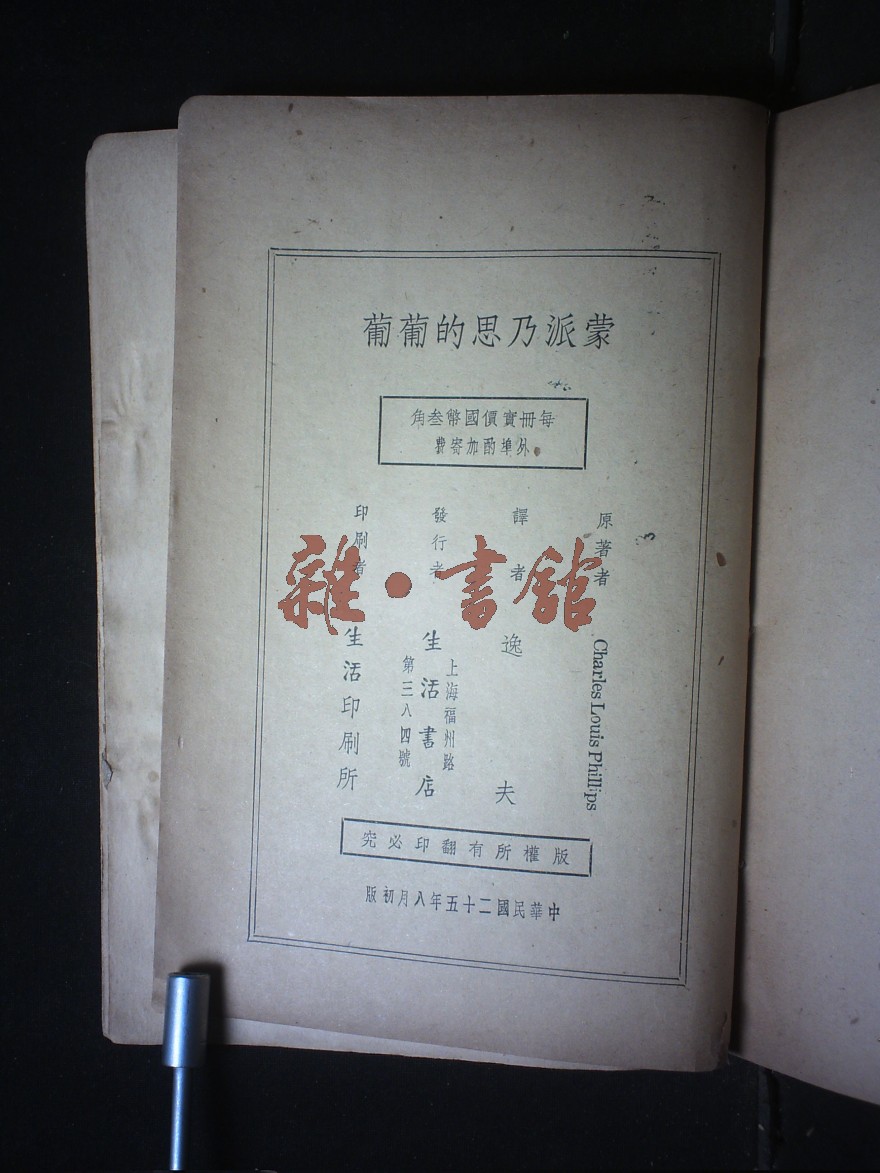 蒙派乃思的葡葡
每冊實價國幣叁角
外埠酌加寄費
原著者 Charles Louis Phillips
譯者 逸夫
發行者 生活書店
上海福州路
第三八四號
印刷者 生活印刷所
版權所有翻印必究
中華民國二十五年八月初版
雜·書館